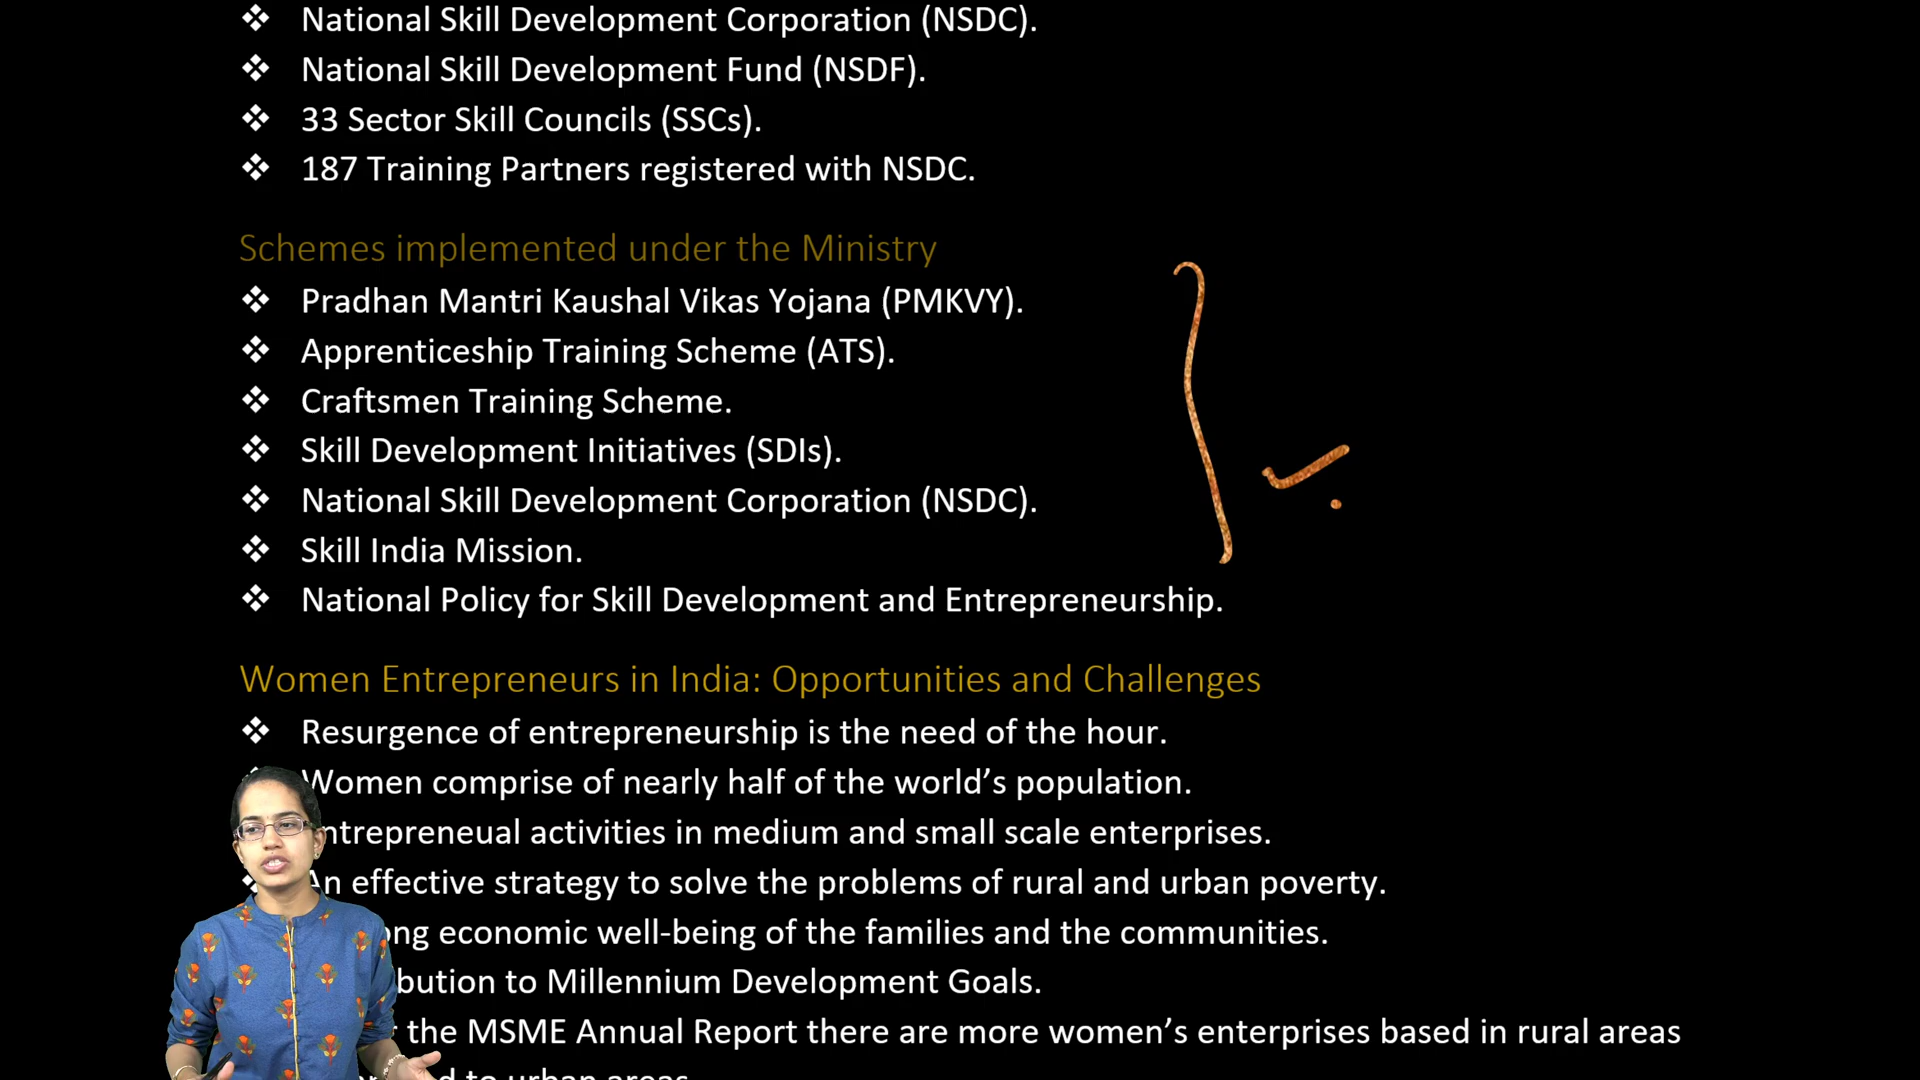 National Skill Development Corporation (NSDC).
National Skill Development Fund (NSDF).
33 Sector Skill Councils (SSCs).
187 Training Partners registered with NSDC.
Schemes implemented under the Ministry
Pradhan Mantri Kaushal Vikas Yojana (PMKVY).
Apprenticeship Training Scheme (ATS).
Craftsmen Training Scheme.
Skill Development Initiatives (SDIs).
National Skill Development Corporation (NSDC).
Skill India Mission.
National Policy for Skill Development and Entrepreneurship.
Women Entrepreneurs in India: Opportunities and Challenges
Resurgence of entrepreneurship is the need of the hour.
Women comprise of nearly half of the world's population.
activities in medium and small scale enterprises.
An effective strategy to solve the problems of rural and urban poverty.
economic well-being of the families and the communities.
to Millennium Development Goals.
the MSME Annual Report there are more women's enterprises based in rural areas
to urban areas.